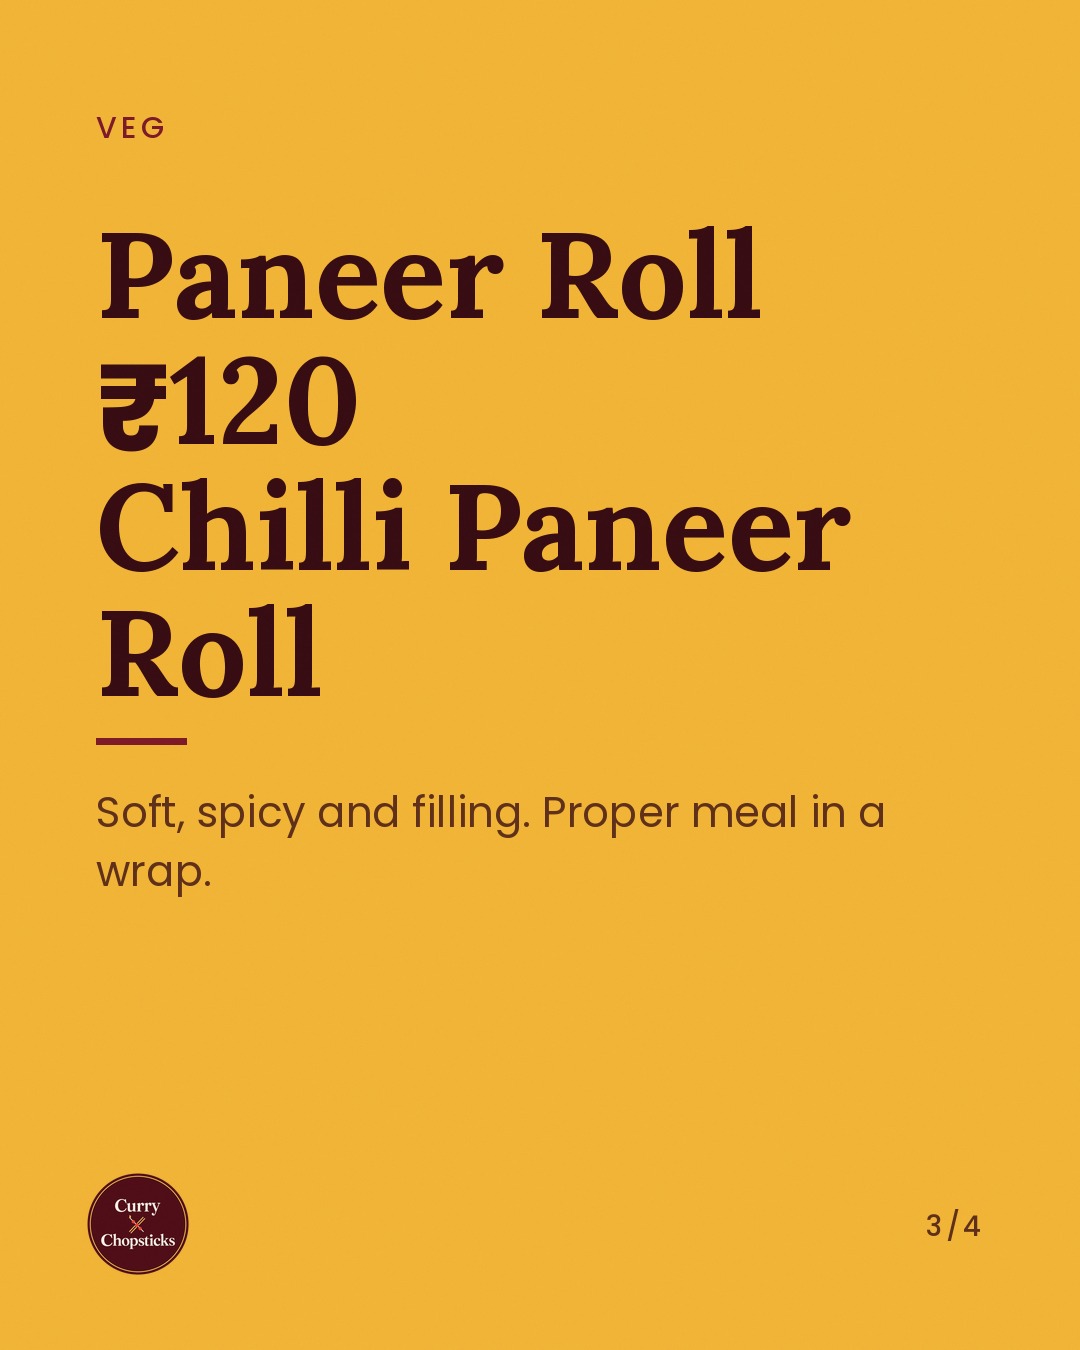 VEG
Paneer Roll
₹120
Chilli Paneer
Roll
Soft, spicy and filling. Proper meal in a
wrap.
Curry
Chopsticks
3/4